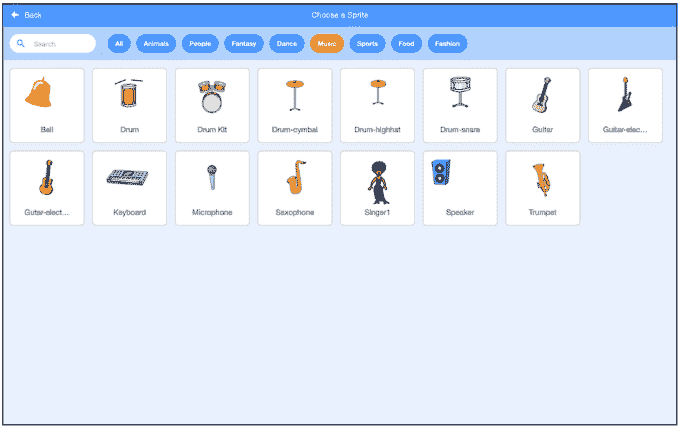 Back
Choose a Sprite
Search
All Animals People Fantasy Dance Music Sports Food Fashion
Bell Drum Drum Kit Drum-cymbal Drum-highhat Drum-snare Guitar Guitar-elec...
Guitar-elect... Keyboard Microphone Saxophone Singer1 Speaker Trumpet